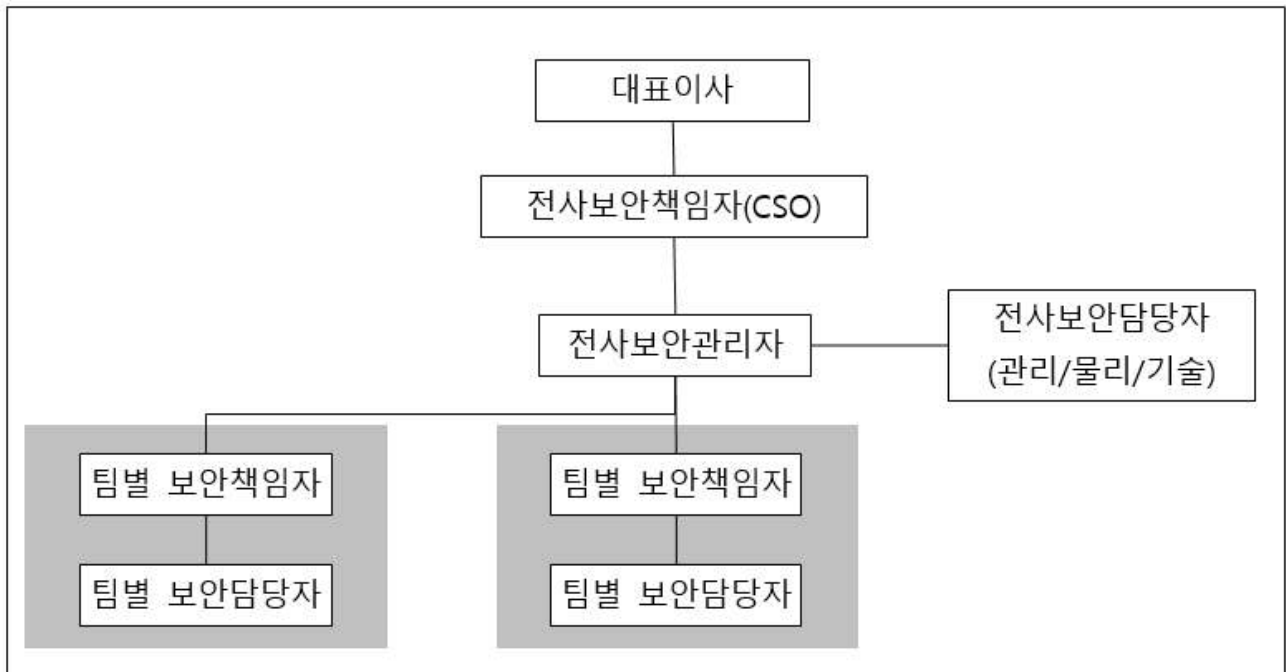 대표이사
전사보안책임자(CSO)
전사보안관리자
전사보안담당자
(관리/물리/기술)
팀별 보안책임자
팀별 보안담당자
팀별 보안책임자
팀별 보안담당자